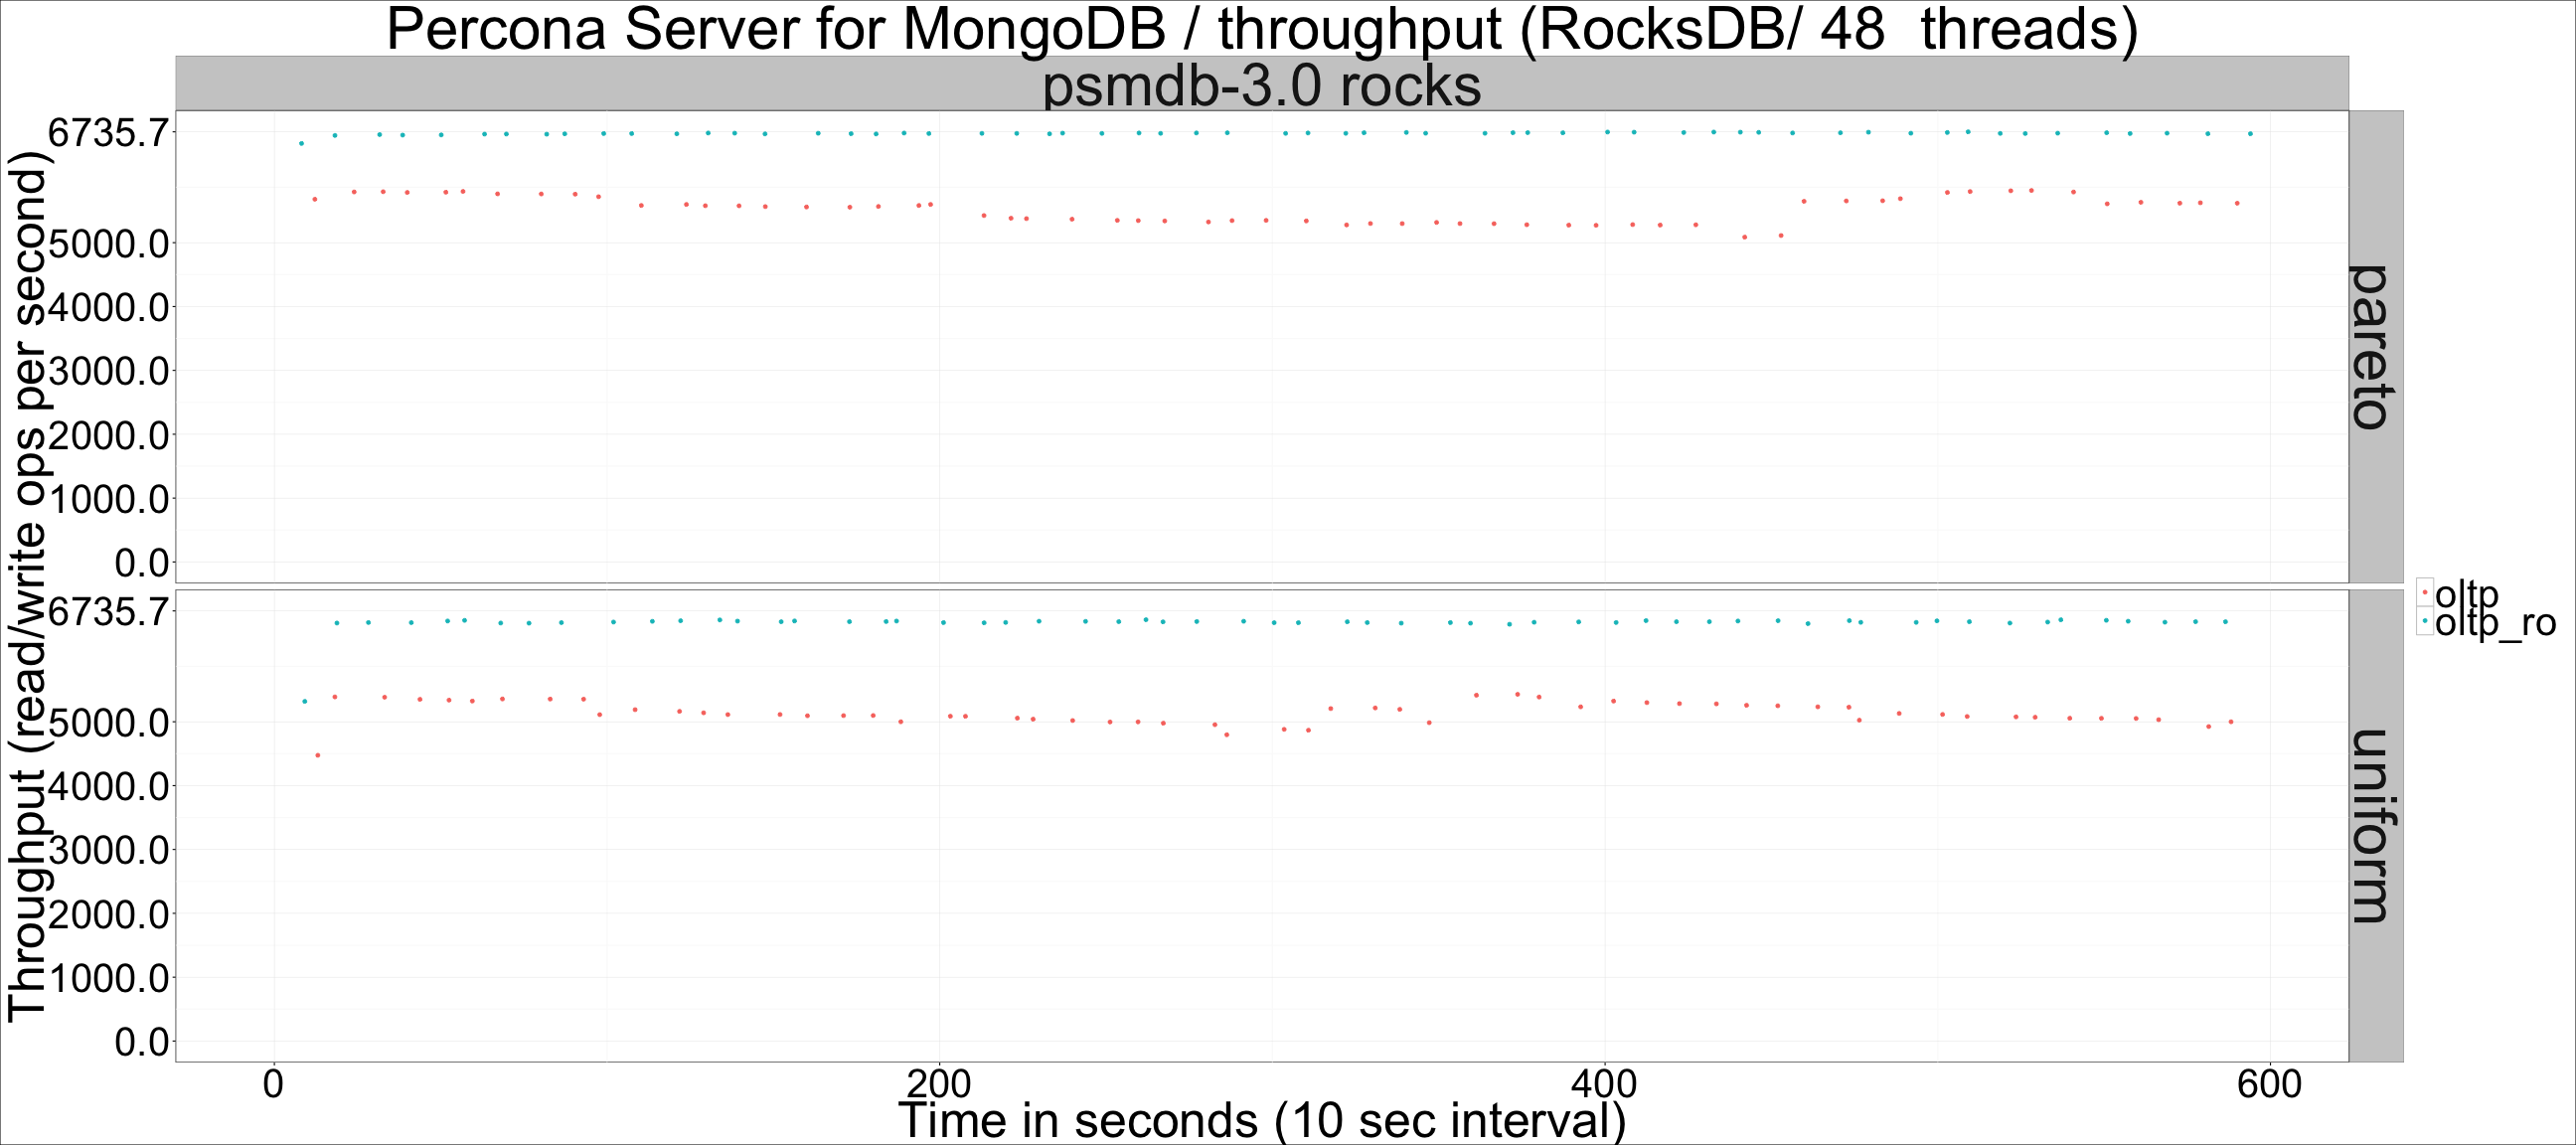 Percona Server for MongoDB / throughput (RocksDB/ 48  threads)
psmdb-3.0 rocks
Throughput (read/write ops per second)
6735.7
5000.0
4000.0
3000.0
2000.0
1000.0
0.0
pareto
6735.7
5000.0
4000.0
3000.0
2000.0
1000.0
0.0
uniform
oltp
oltp_ro
0
200
400
600
Time in seconds (10 sec interval)